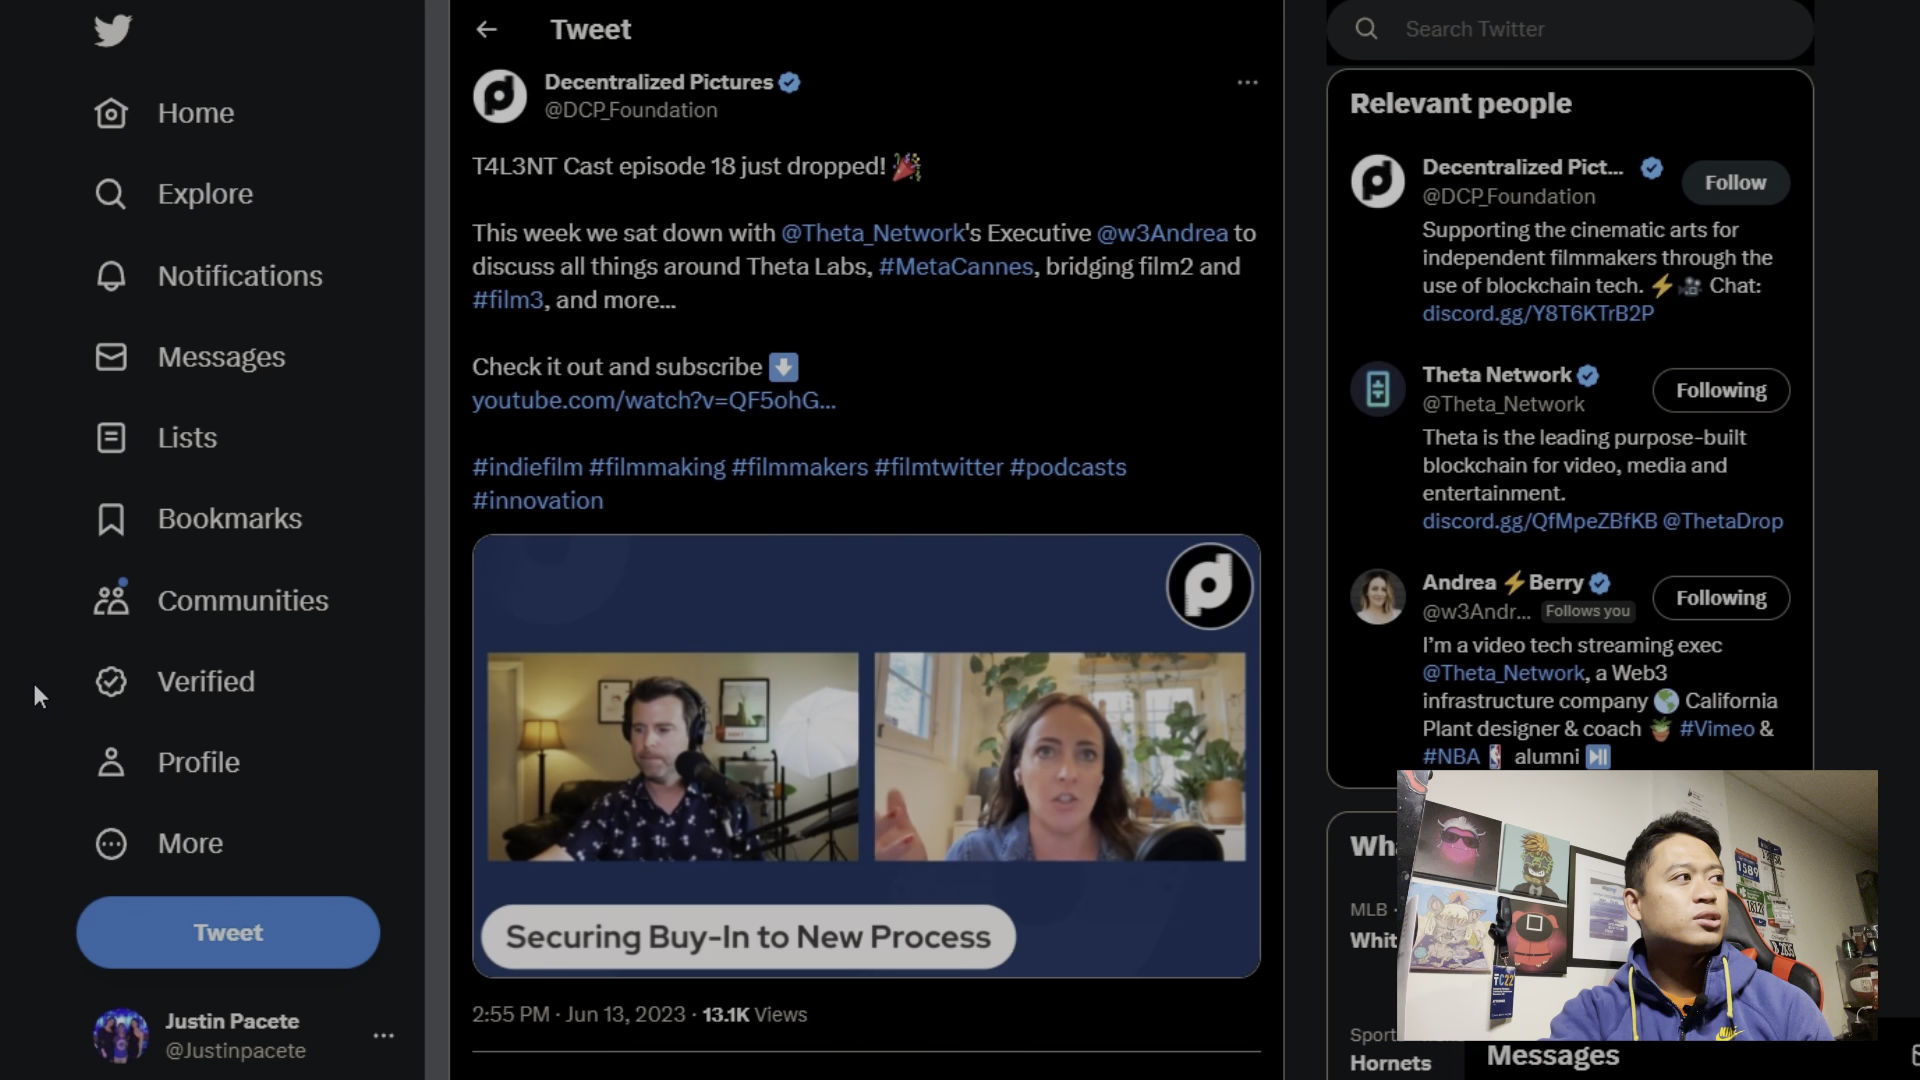 Home
Explore
Notifications
Messages
Lists
Bookmarks
Communities
Verified
Profile
More
Tweet
Justin Pacete
@Justinpacete
Tweet
Decentralized Pictures
@DCP_Foundation
T4L3NT Cast episode 18 just dropped! 🎉
This week we sat down with @Theta_Network's Executive @w3Andrea to
discuss all things around Theta Labs, #MetaCannes, bridging film2 and
#film3, and more...
Check it out and subscribe ⬇️
youtube.com/watch?v=QF5ohG...
#indiefilm #filmmaking #filmmakers #filmtwitter #podcasts
#innovation
Securing Buy-In to New Process
2:55 PM · Jun 13, 2023 · 13.1K Views
Search Twitter
Relevant people
Decentralized Pict...
@DCP_Foundation
Follow
Supporting the cinematic arts for
independent filmmakers through the
use of blockchain tech. ⚡🎥 Chat:
discord.gg/Y8T6KTrB2P
Theta Network
@Theta_Network
Following
Theta is the leading purpose-built
blockchain for video, media and
entertainment.
discord.gg/QfMpeZBfKB @ThetaDrop
Andrea ⚡Berry
@w3Andr... Follows you
Following
I'm a video tech streaming exec
@Theta_Network, a Web3
infrastructure company 🌎 California
Plant designer & coach 🪴 #Vimeo &
#NBA alumni ⏯️
Wha
MLB ·
Whit
Sport
Hornets
1589
TC22
Messages